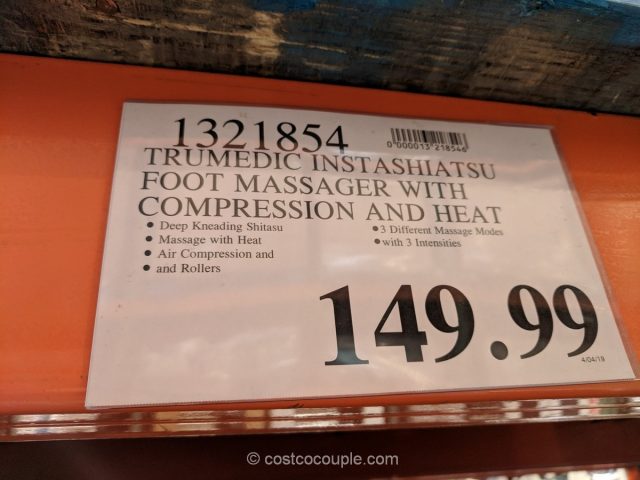 1321854
0 000013 218546
TRUMEDIC INSTASHIATSU
FOOT MASSAGER WITH
COMPRESSION AND HEAT
• Deep Kneading Shitasu
• Massage with Heat
• Air Compression and
• and Rollers
• 3 Different Massage Modes
• with 3 Intensities
149.99
4/04/19
© costcocouple.com